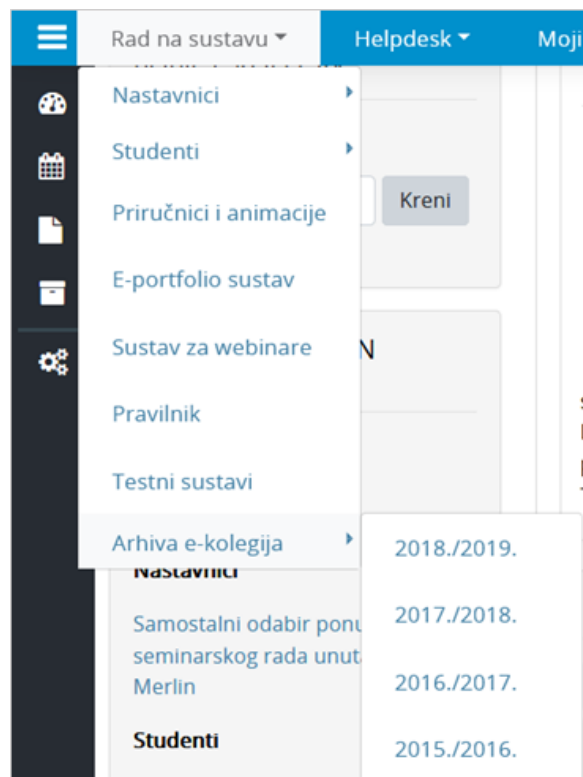 Rad na sustavu
Helpdesk
Moji
Nastavnici
Studenti
Priručnici i animacije
Kreni
E-portfolio sustav
Sustav za webinare
N
Pravilnik
Testni sustavi
Arhiva e-kolegija
2018./2019.
Nastavnici
2017./2018.
Samostalni odabir ponu
seminarskog rada unuta
2016./2017.
Merlin
Studenti
2015./2016.